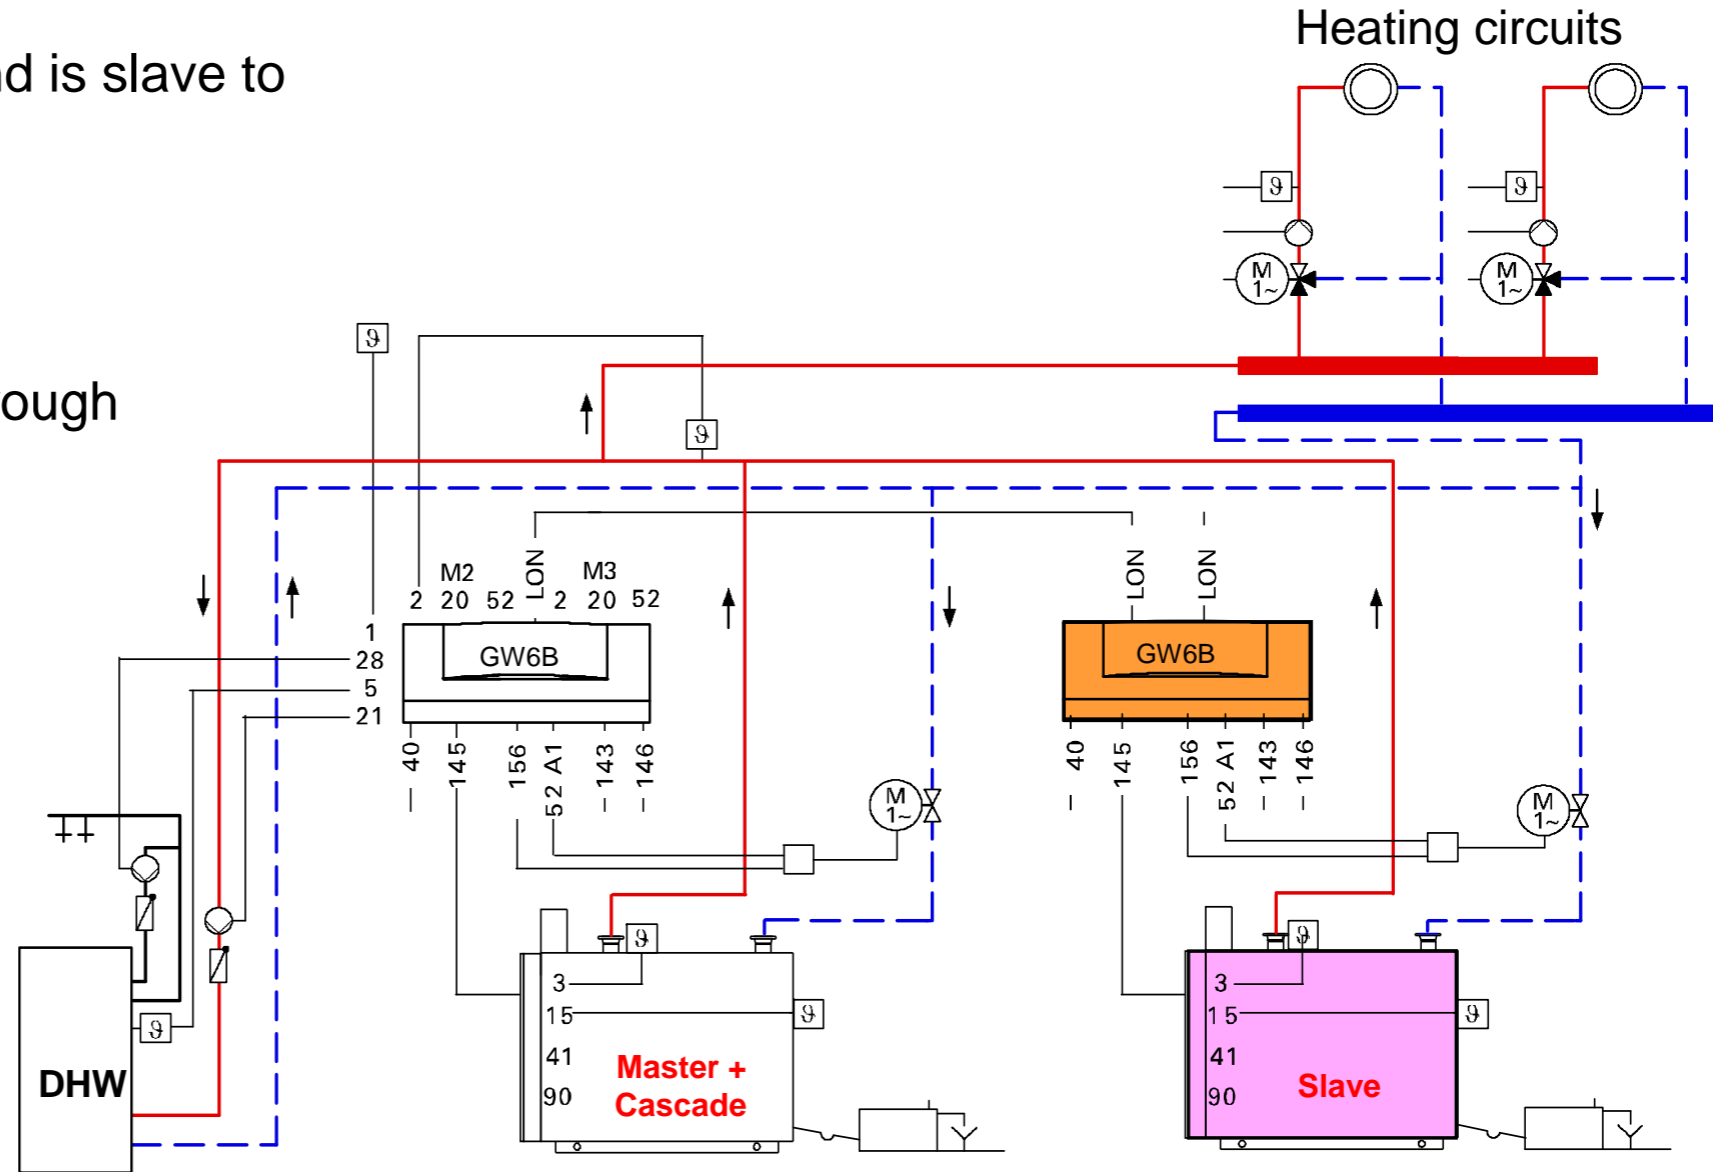 Heating circuits
nd is slave to
ϑ
ϑ
M
1~
M
1~
ϑ
rough
ϑ
LON
LON
LON
M2
M3
2
20
52
2
20
52
1
28
5
21
GW6B
GW6B
40
145
156
52 A1
143
146
40
145
156
52 A1
143
146
M
1~
M
1~
ϑ
ϑ
3
3
15
ϑ
15
ϑ
ϑ
41
41
DHW
Master +
Cascade
Slave
90
90